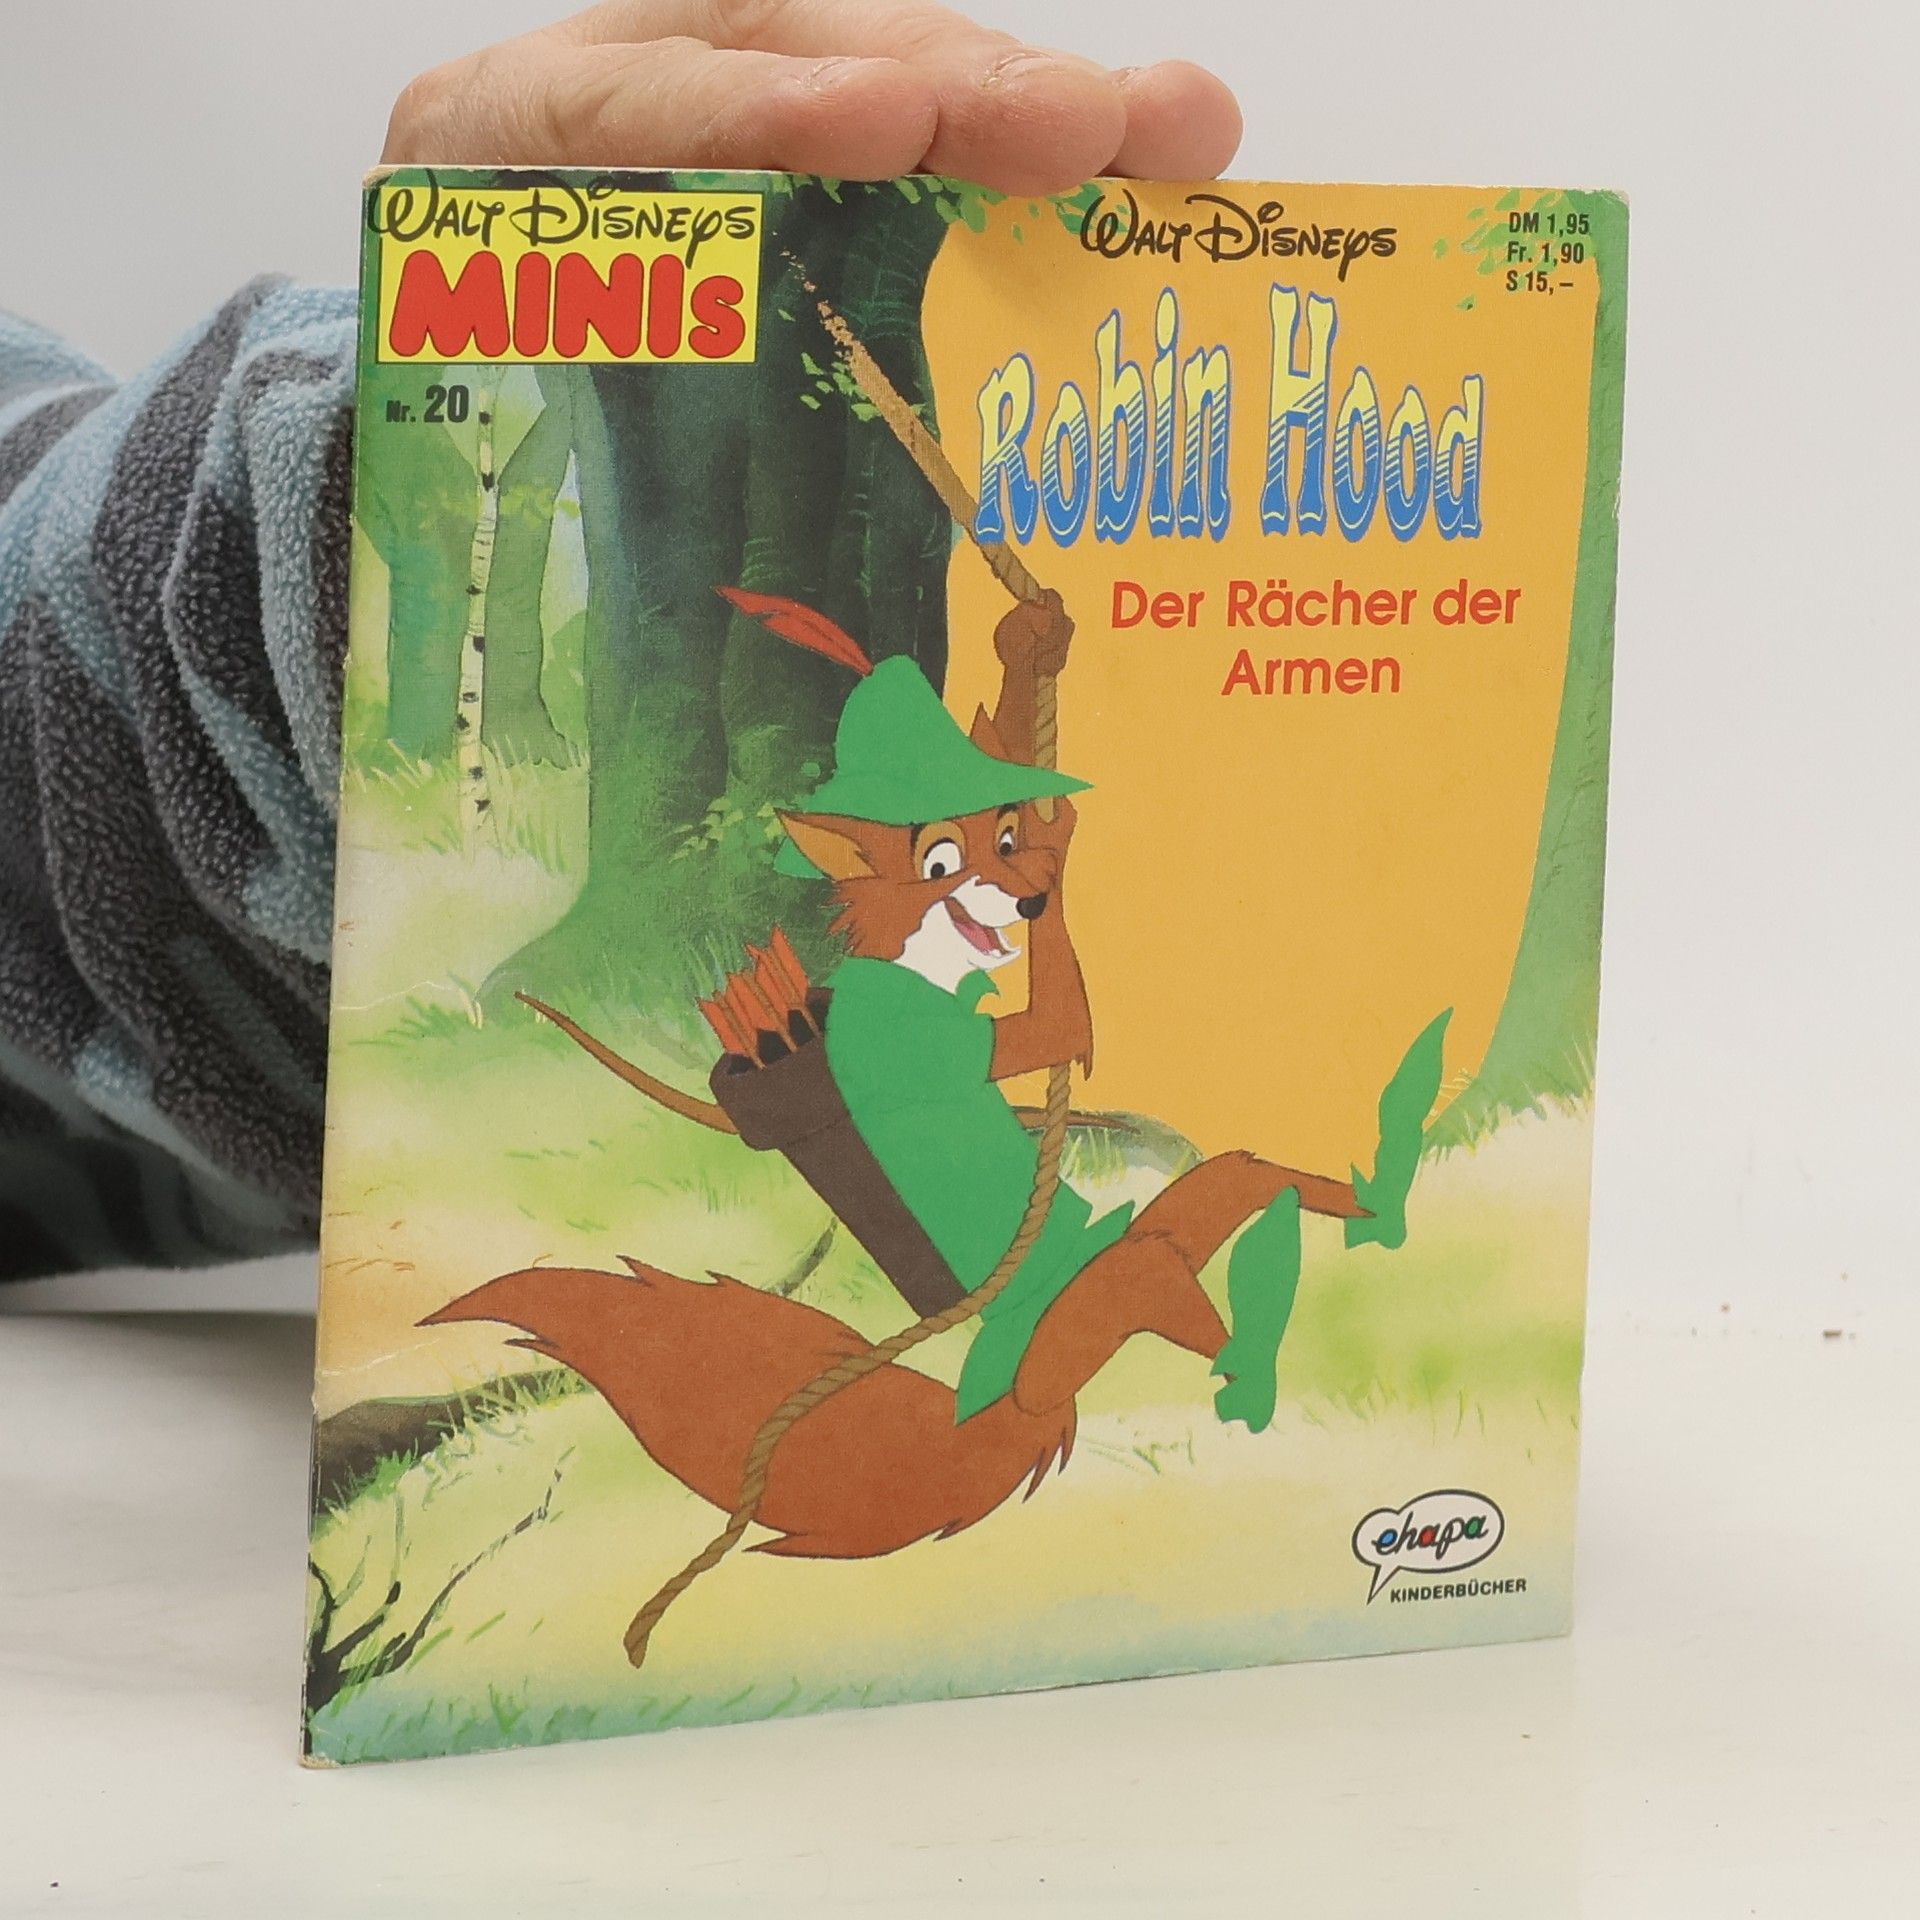 WALT DISNEYS
MINIS
Nr. 20
WALT DISNEYS
Robin Hood
Der Rächer der
Armen
DM 1,95
Fr. 1,90
S 15,–
ehapa
KINDERBÜCHER